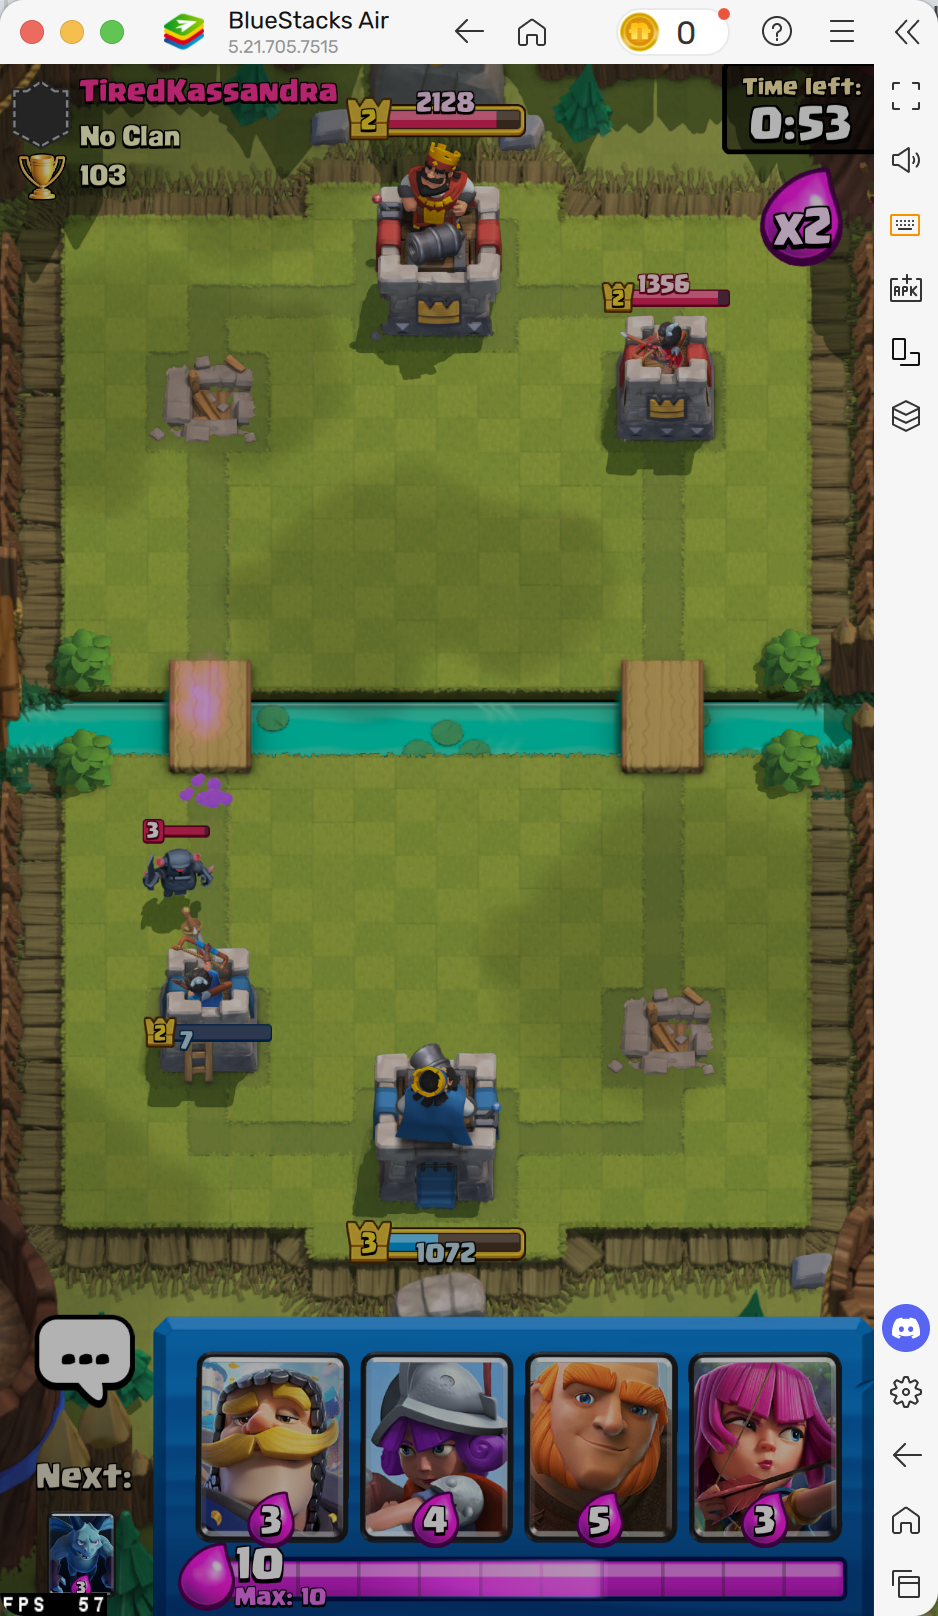 BlueStacks Air
5.21.705.7515
0
TiredKassandra
No Clan
103
2
2128
Time left:
0:53
x2
2
1356
APK
3
2
7
3
1072
...
3
4
5
3
Next:
3
10
Max: 10
FPS 57